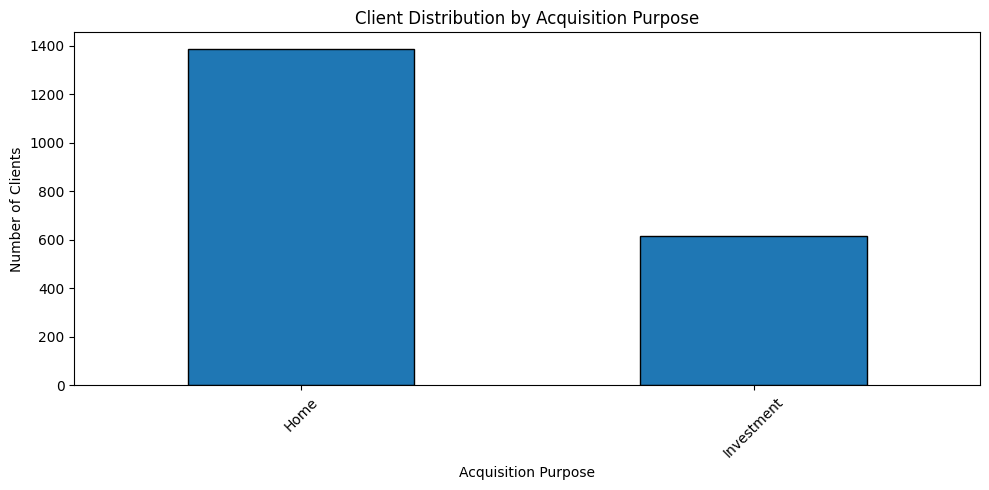 Client Distribution by Acquisition Purpose
Number of Clients
1400
1200
1000
800
600
400
200
0
Home
Investment
Acquisition Purpose